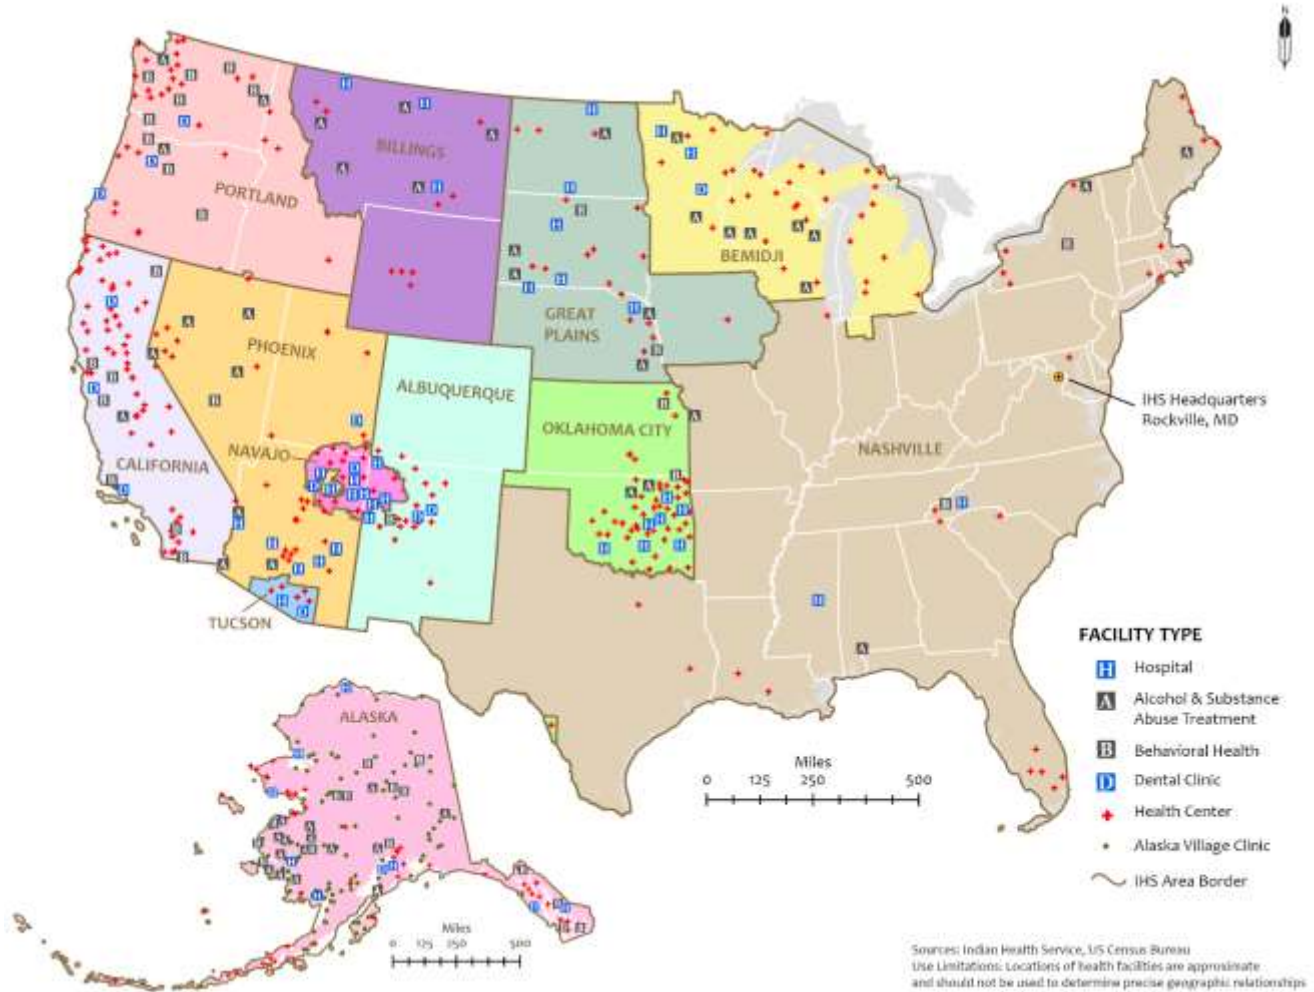 N
PORTLAND
BILLINGS
BEMIDJI
GREAT
PLAINS
PHOENIX
ALBUQUERQUE
IHS Headquarters
Rockville, MD
OKLAHOMA CITY
NAVAJO
NASHVILLE
CALIFORNIA
TUCSON
FACILITY TYPE
H Hospital
A Alcohol & Substance
Abuse Treatment
B Behavioral Health
D Dental Clinic
Health Center
Alaska Village Clinic
IHS Area Border
ALASKA
Miles
0 125 250 500
Miles
0 125 250 500
Sources: Indian Health Service, US Census Bureau
Use Limitations: Locations of health facilities are approximate
and should not be used to determine precise geographic relationships